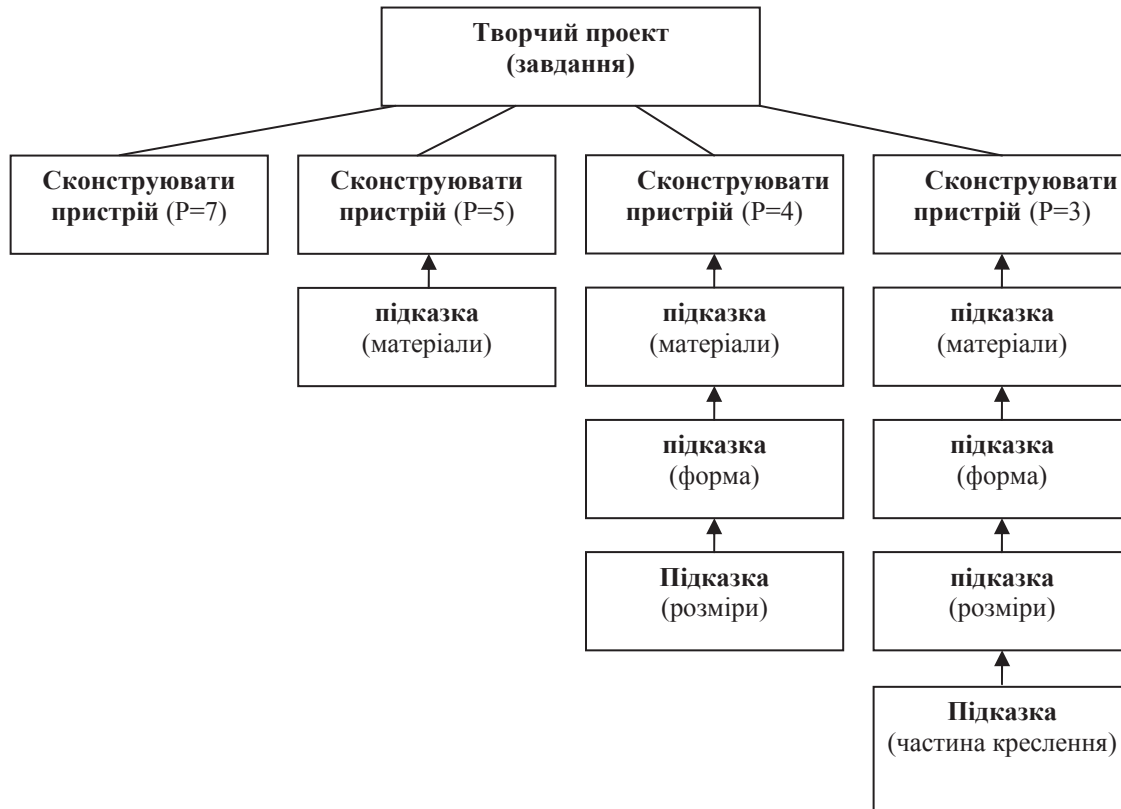 Творчий проект
(завдання)
Сконструювати
пристрій (Р=7)
Сконструювати
пристрій (Р=5)
Сконструювати
пристрій (Р=4)
Сконструювати
пристрій (Р=3)
підказка
(матеріали)
підказка
(матеріали)
підказка
(матеріали)
підказка
(форма)
підказка
(форма)
Підказка
(розміри)
підказка
(розміри)
Підказка
(частина креслення)